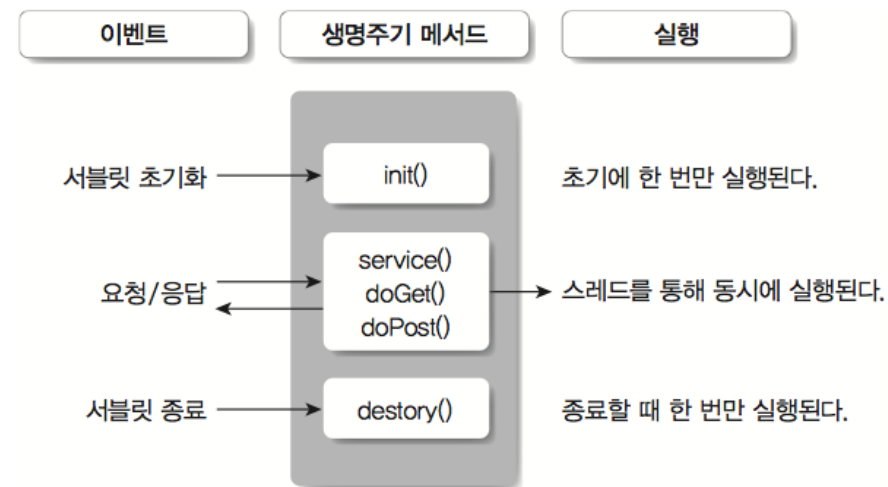 이벤트
생명주기 메서드
실행
서블릿 초기화
init()
초기에 한 번만 실행된다.
요청/응답
service()
doGet()
doPost()
스레드를 통해 동시에 실행된다.
서블릿 종료
destory()
종료할 때 한 번만 실행된다.